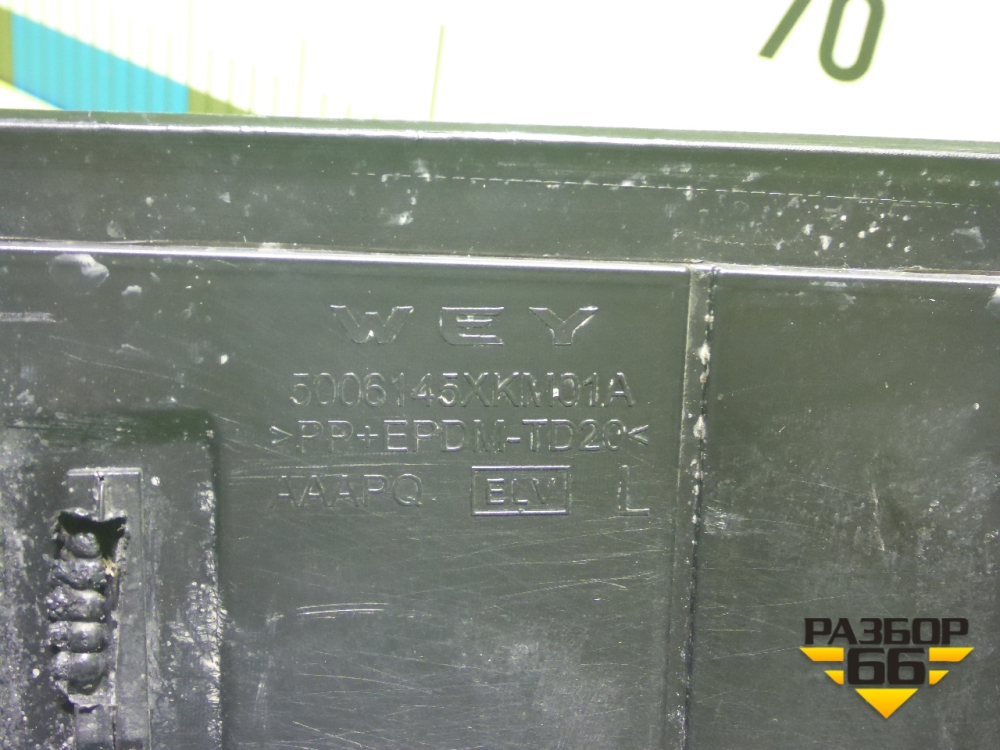 70
WEY
5006145XKM01A
>PP+EPDM-TD20<
AAAPQ ELV L
РАЗБОР
66